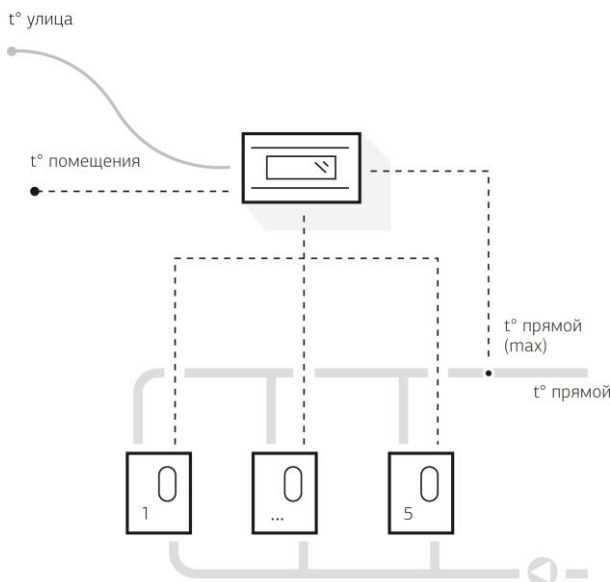 t° улица
t° помещения
t° прямой
(max)
t° прямой
1
...
5